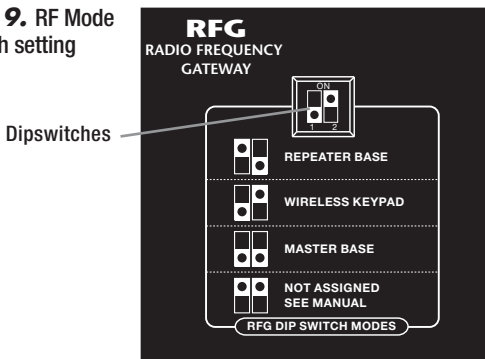 9. RF Mode
h setting
Dipswitches
RFG
RADIO FREQUENCY
GATEWAY
ON
1 2
REPEATER BASE
WIRELESS KEYPAD
MASTER BASE
NOT ASSIGNED
SEE MANUAL
RFG DIP SWITCH MODES